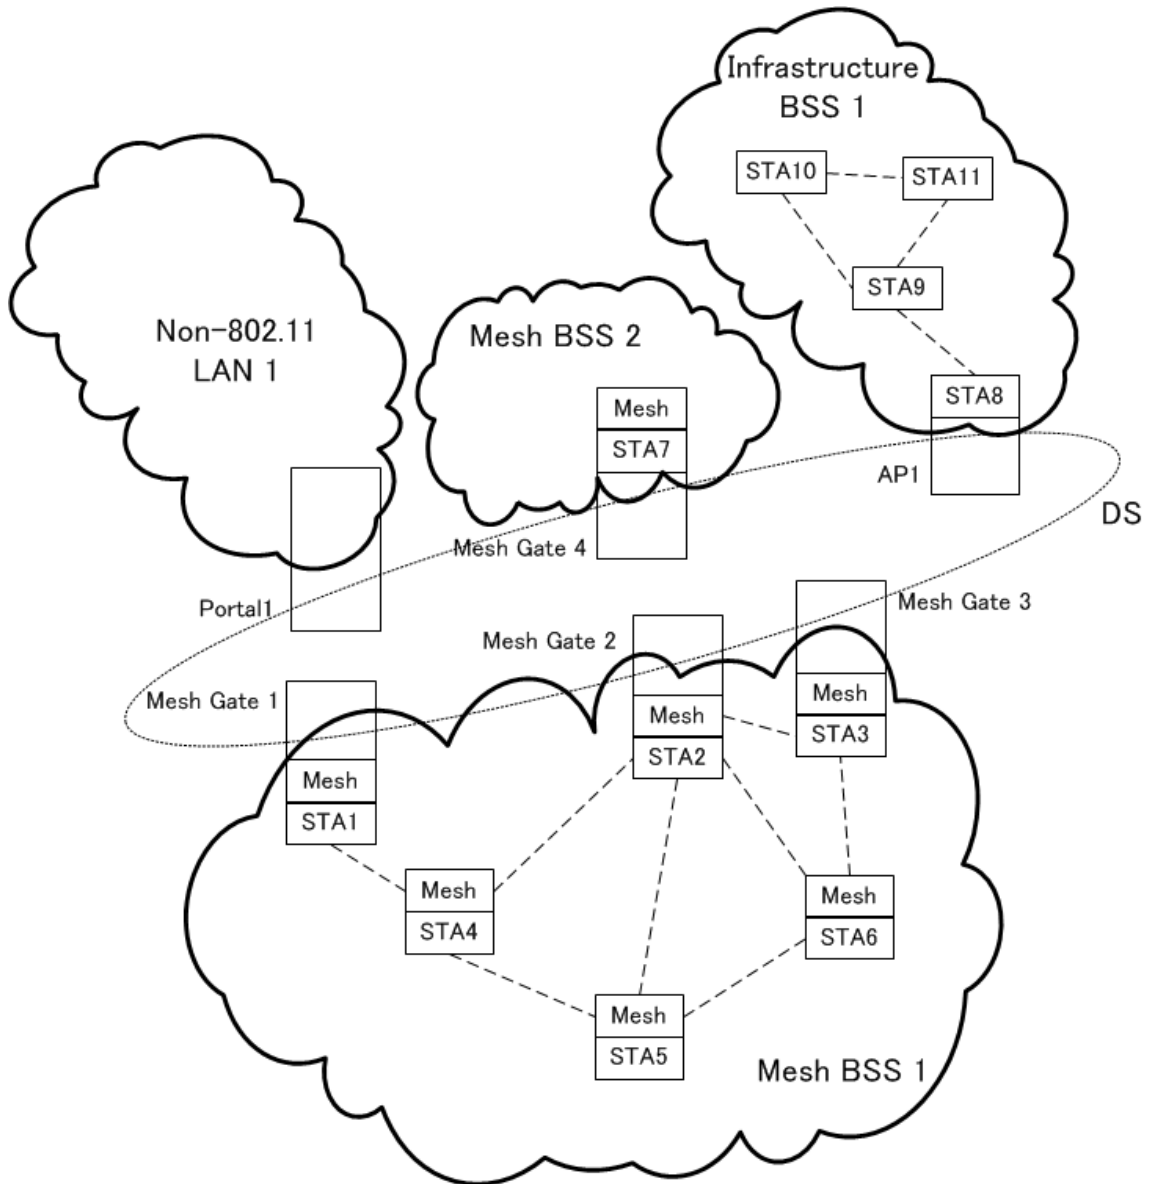 Infrastructure
BSS 1
STA10
STA11
STA9
STA8
AP1
DS
Non-802.11
LAN 1
Portal1
Mesh BSS 2
Mesh
STA7
Mesh Gate 4
Mesh Gate 3
Mesh Gate 2
Mesh Gate 1
Mesh
STA3
Mesh
STA2
Mesh
STA1
Mesh
STA4
Mesh
STA6
Mesh
STA5
Mesh BSS 1